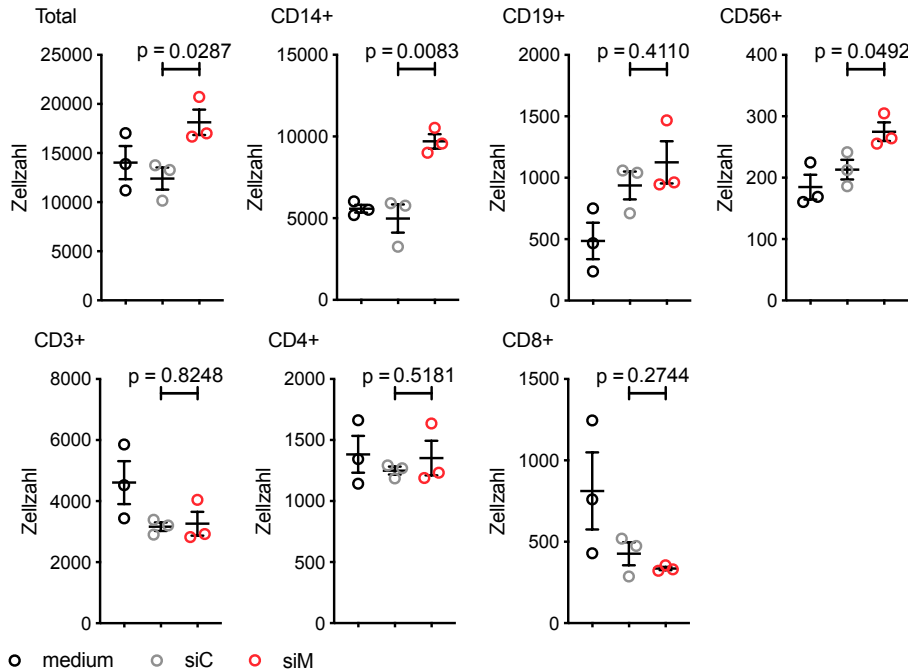 Total
CD14+
CD19+
CD56+
p = 0.0287
p = 0.0083
p = 0.4110
p = 0.0492
Zellzahl
25000
20000
15000
10000
5000
0
Zellzahl
15000
10000
5000
0
Zellzahl
2000
1500
1000
500
0
Zellzahl
400
300
200
100
0
CD3+
CD4+
CD8+
p = 0.8248
p = 0.5181
p = 0.2744
Zellzahl
8000
6000
4000
2000
0
Zellzahl
2000
1500
1000
500
0
Zellzahl
1500
1000
500
0
medium siC siM